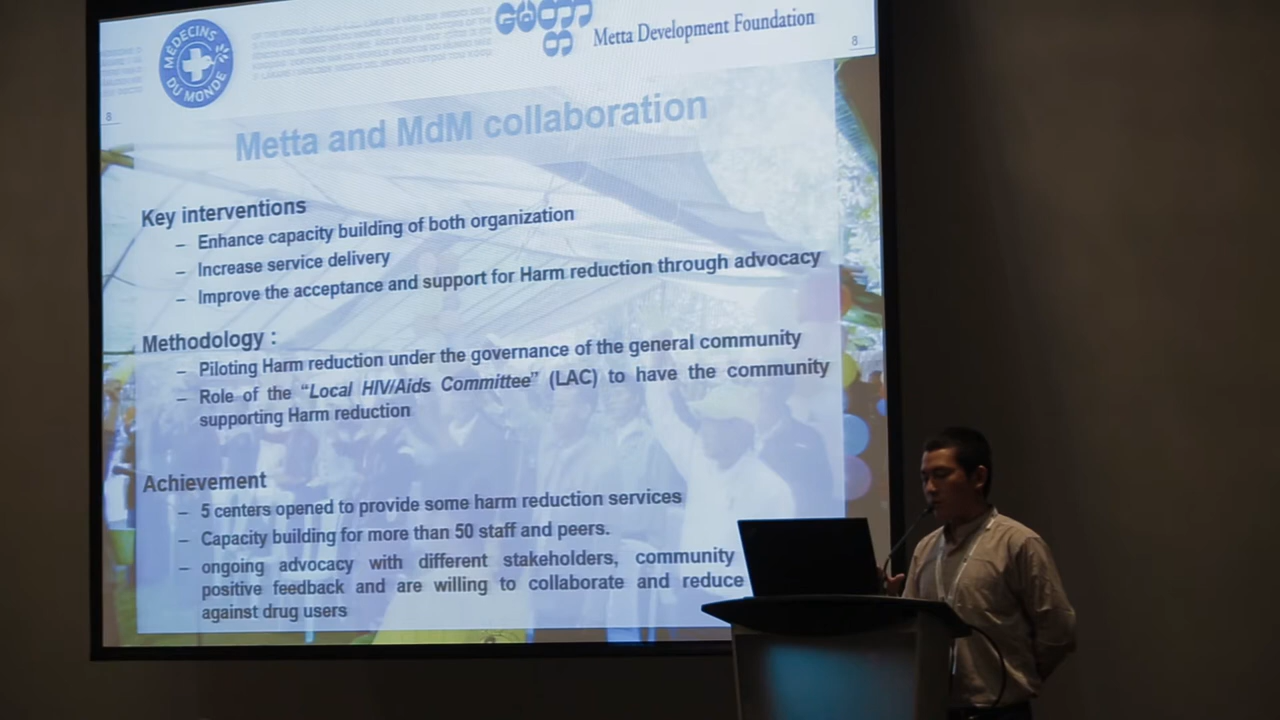 MÉDECINS DU MONDE
Metta Development Foundation
8
8
Metta and MdM collaboration
Key interventions
– Enhance capacity building of both organization
– Increase service delivery
– Improve the acceptance and support for Harm reduction through advocacy
Methodology :
– Piloting Harm reduction under the governance of the general community
– Role of the “Local HIV/Aids Committee” (LAC) to have the community
supporting Harm reduction
Achievement
– 5 centers opened to provide some harm reduction services
– Capacity building for more than 50 staff and peers.
– ongoing advocacy with different stakeholders, community
positive feedback and are willing to collaborate and reduce
against drug users